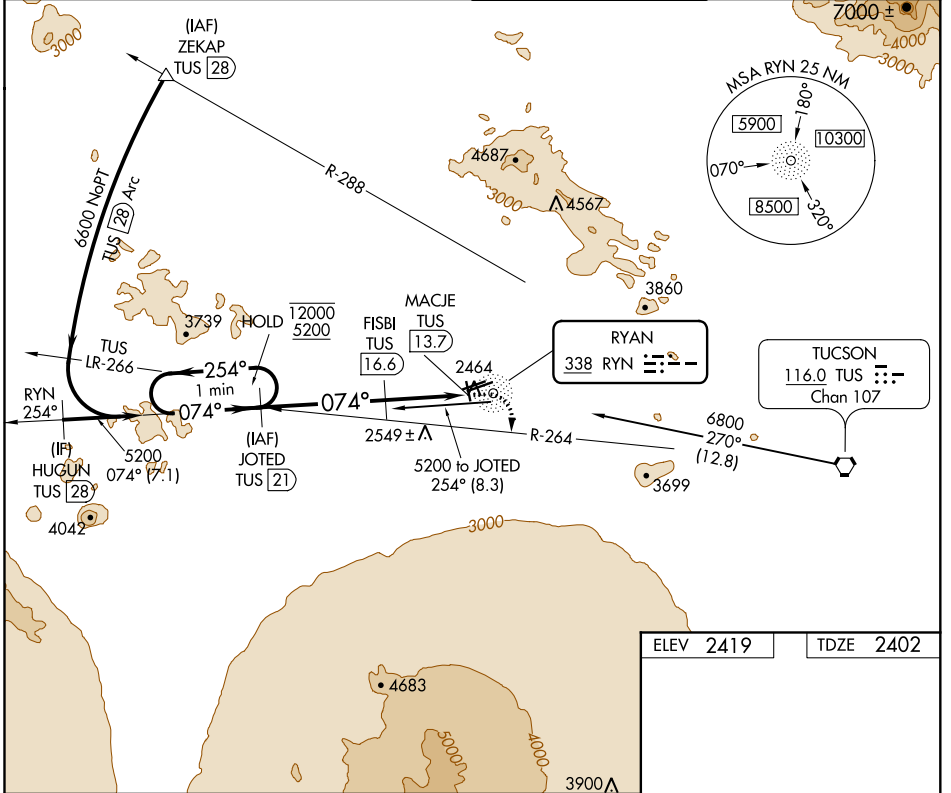 3000
(IAF)
ZEKAP
TUS 28
7000 ±
4000
3000
MSA RYN 25 NM
180°
5900
10300
070°
8500
320°
4687
3000
4567
R-288
6600 NoPT
TUS 28 Arc
3860
3739
HOLD
12000
5200
MACJE
TUS
13.7
FISBI
TUS
16.6
2464
RYAN
338 RYN
TUCSON
116.0 TUS
Chan 107
TUS
LR-266
254°
1 min
074°
074°
RYN
254°
(IF)
HUGUN
TUS 28
5200
074° (7.1)
(IAF)
JOTED
TUS 21
2549 ±
R-264
5200 to JOTED
254° (8.3)
6800
270°
(12.8)
3699
4042
3000
4683
5000
4000
3900
ELEV 2419
TDZE 2402